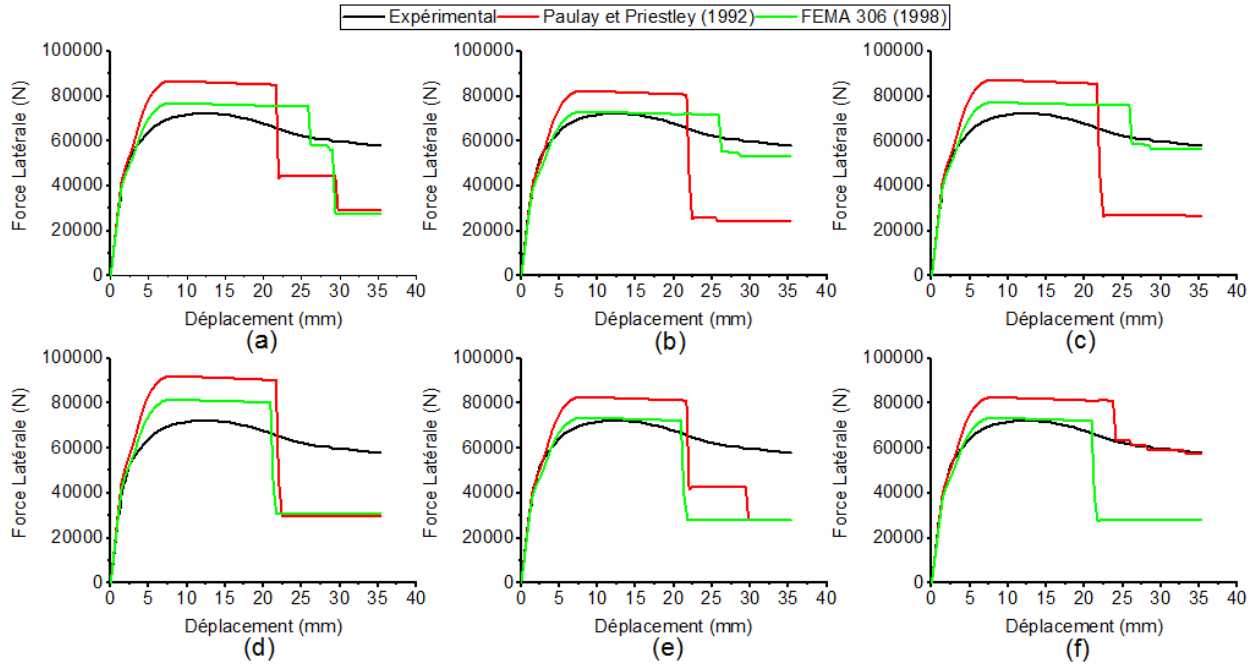 Expérimental Paulay et Priestley (1992) FEMA 306 (1998)
100000 100000 100000
80000 80000 80000
60000 60000 60000
40000 40000 40000
20000 20000 20000
0 0 0
Force Latérale (N) Force Latérale (N) Force Latérale (N)
0 5 10 15 20 25 30 35 40 0 5 10 15 20 25 30 35 40 0 5 10 15 20 25 30 35 40
Déplacement (mm) Déplacement (mm) Déplacement (mm)
(a) (b) (c)
100000 100000 100000
80000 80000 80000
60000 60000 60000
40000 40000 40000
20000 20000 20000
0 0 0
Force Latérale (N) Force Latérale (N) Force Latérale (N)
0 5 10 15 20 25 30 35 40 0 5 10 15 20 25 30 35 40 0 5 10 15 20 25 30 35 40
Déplacement (mm) Déplacement (mm) Déplacement (mm)
(d) (e) (f)